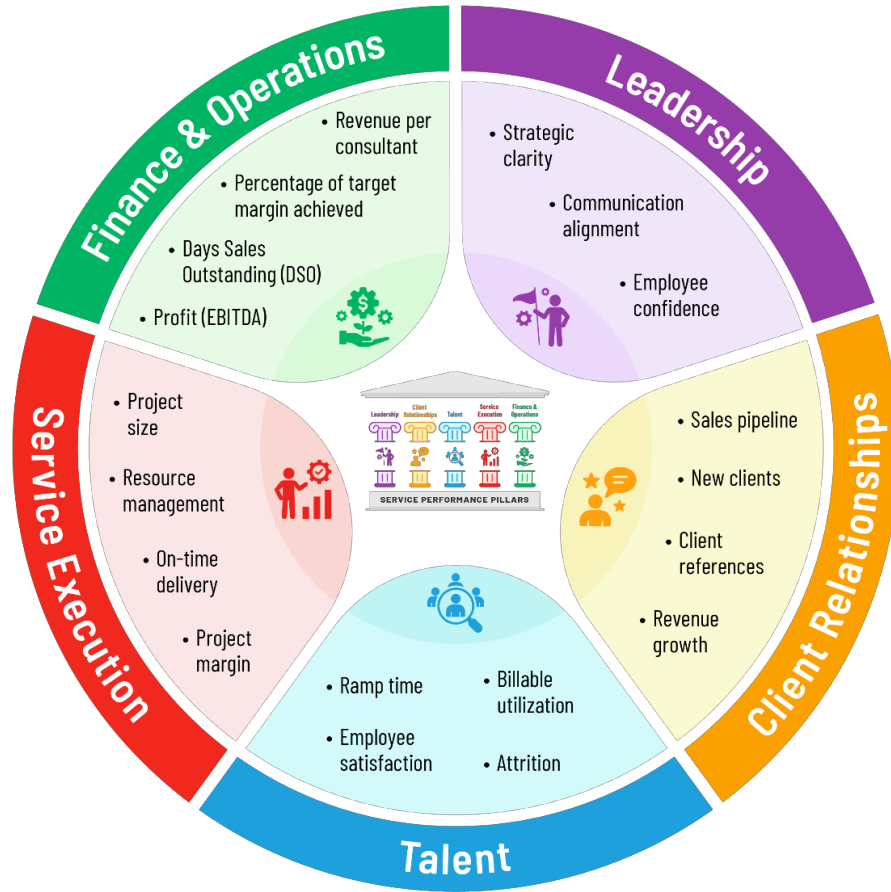 Finance & Operations
• Revenue per
consultant
• Percentage of target
margin achieved
• Days Sales
Outstanding (DSO)
• Profit (EBITDA)
Leadership
• Strategic
clarity
• Communication
alignment
• Employee
confidence
Client Relationships
• Sales pipeline
• New clients
• Client
references
• Revenue
growth
Talent
• Ramp time
• Employee
satisfaction
• Billable
utilization
• Attrition
Service Execution
• Project
size
• Resource
management
• On-time
delivery
• Project
margin
Leadership
Client
Relationships
Talent
Service
Execution
Finance &
Operations
SERVICE PERFORMANCE PILLARS